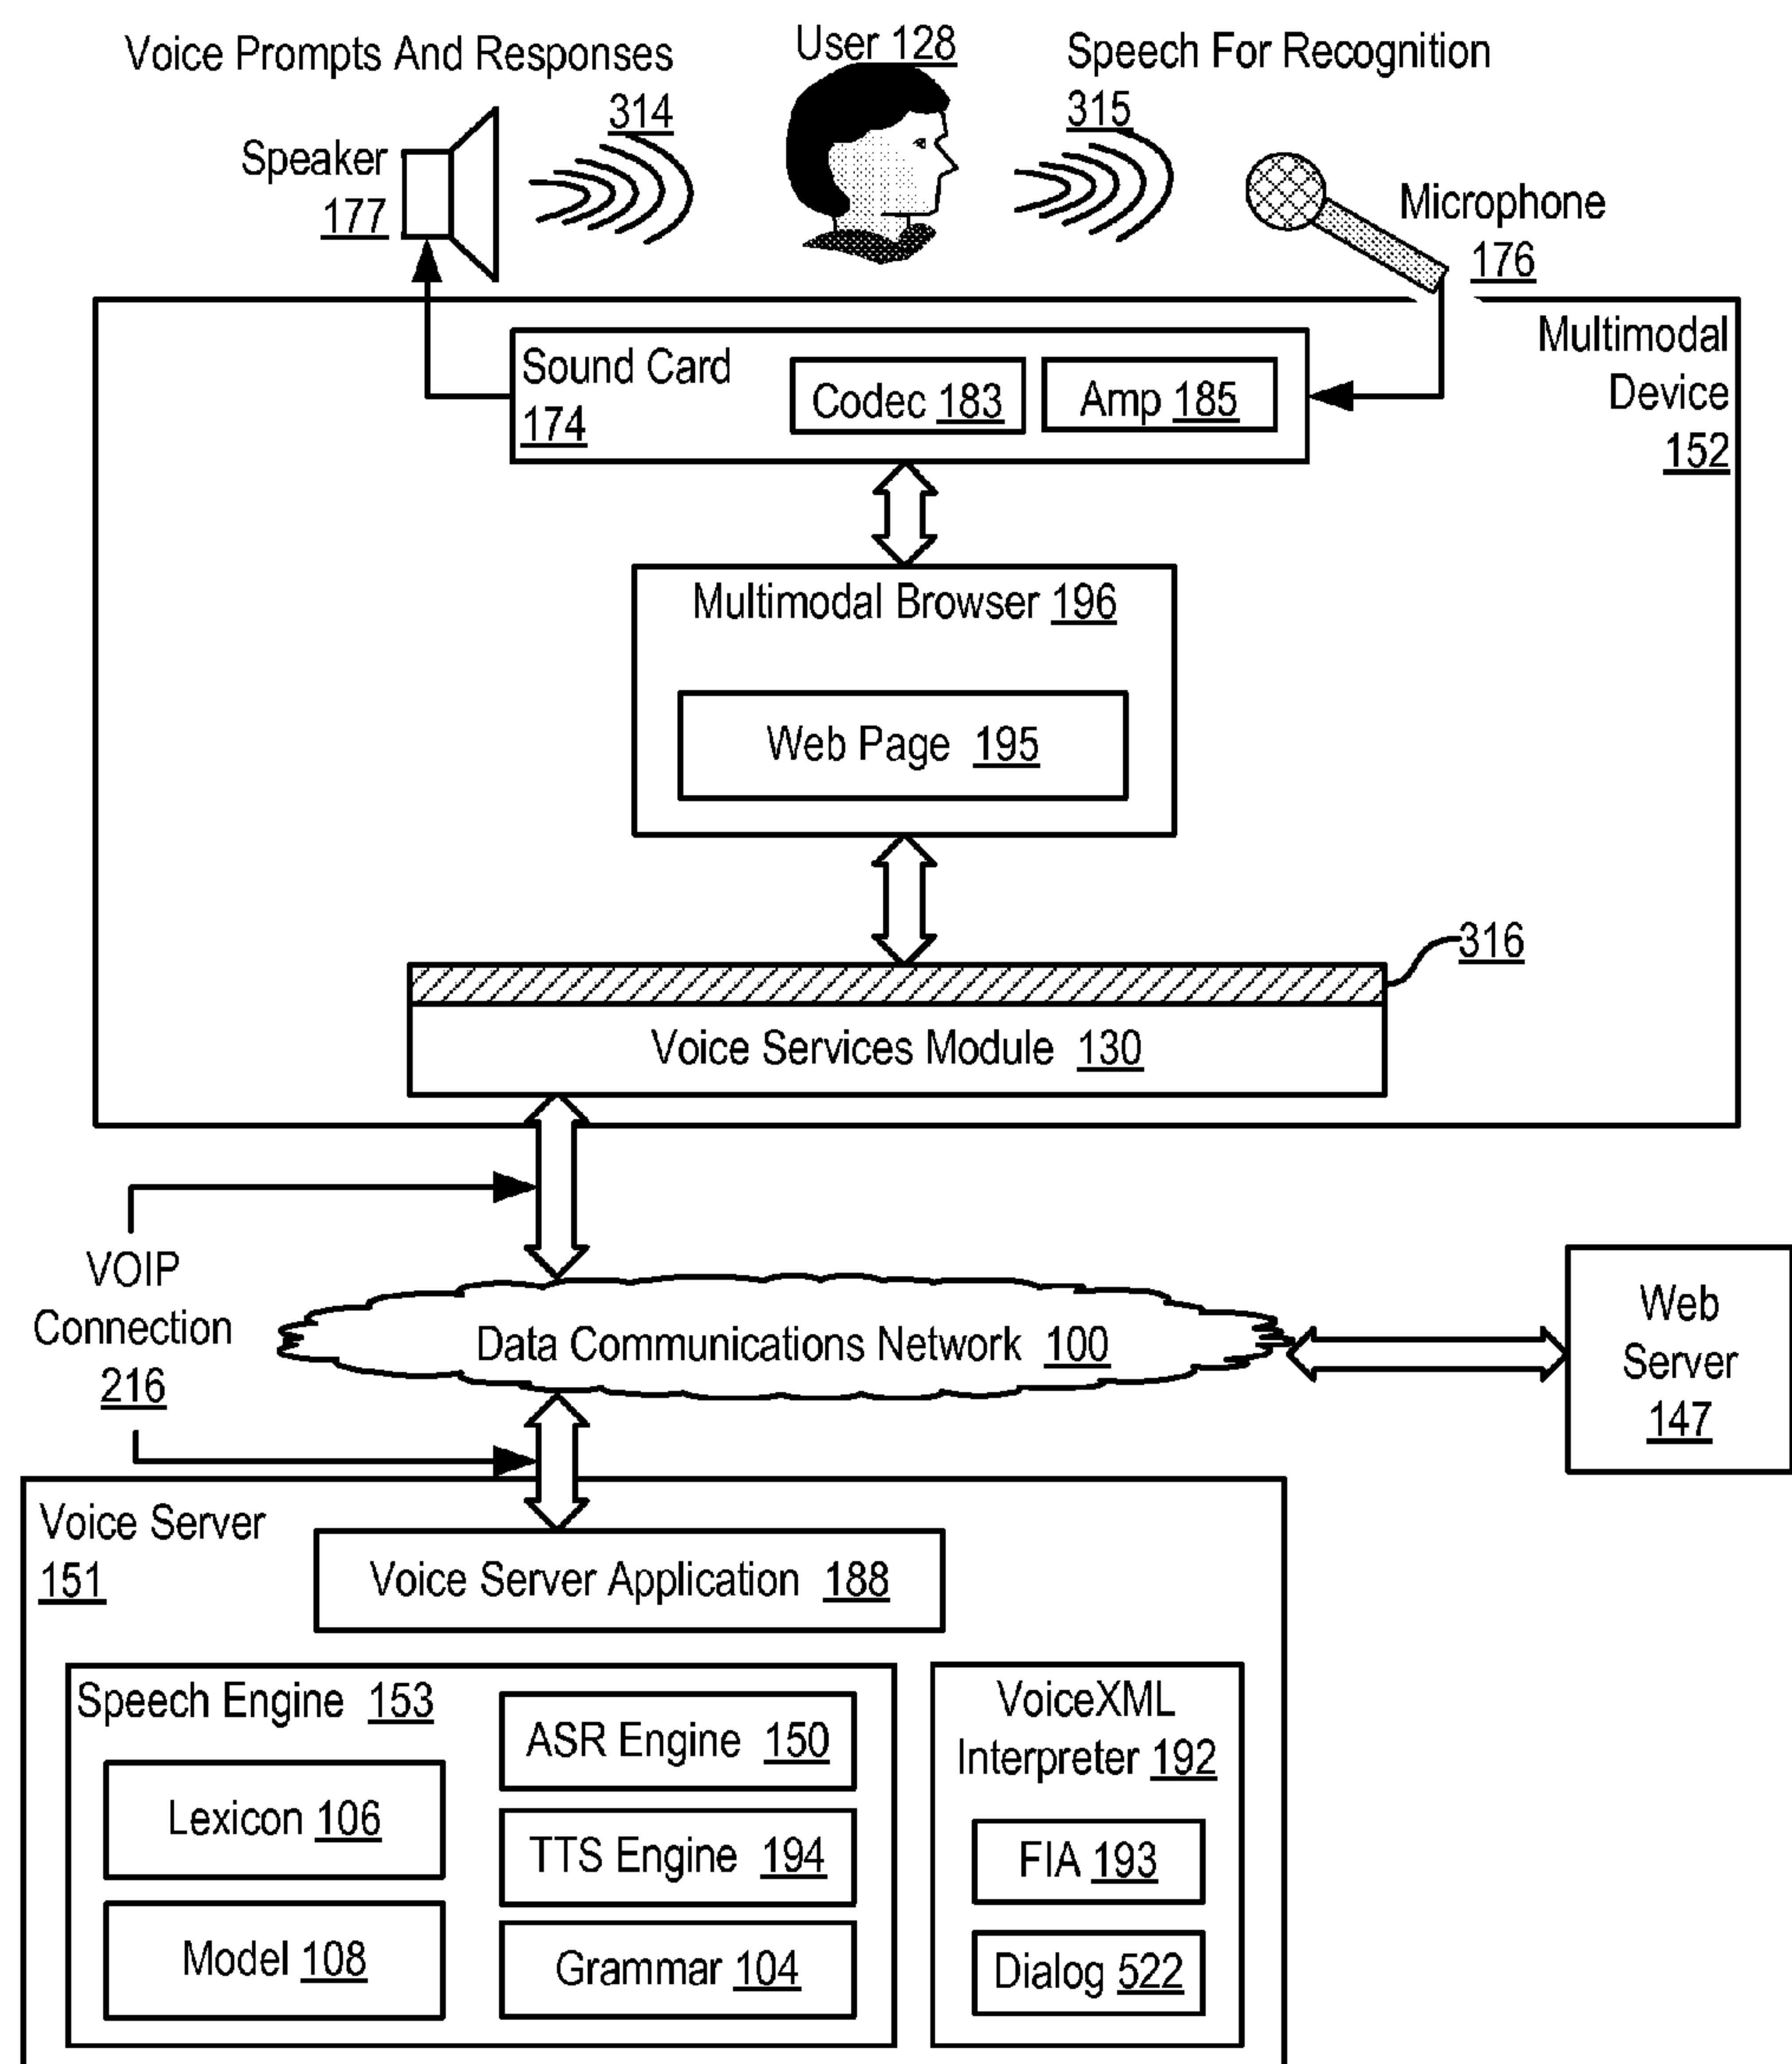 Voice Prompts And Responses
314
User 128
Speech For Recognition
315
Speaker
177
Microphone
176
Multimodal
Device
152
Sound Card
174
Codec 183
Amp 185
Multimodal Browser 196
Web Page 195
316
Voice Services Module 130
VOIP
Connection
216
Data Communications Network 100
Web
Server
147
Voice Server
151
Voice Server Application 188
Speech Engine 153
Lexicon 106
Model 108
ASR Engine 150
TTS Engine 194
Grammar 104
VoiceXML
Interpreter 192
FIA 193
Dialog 522